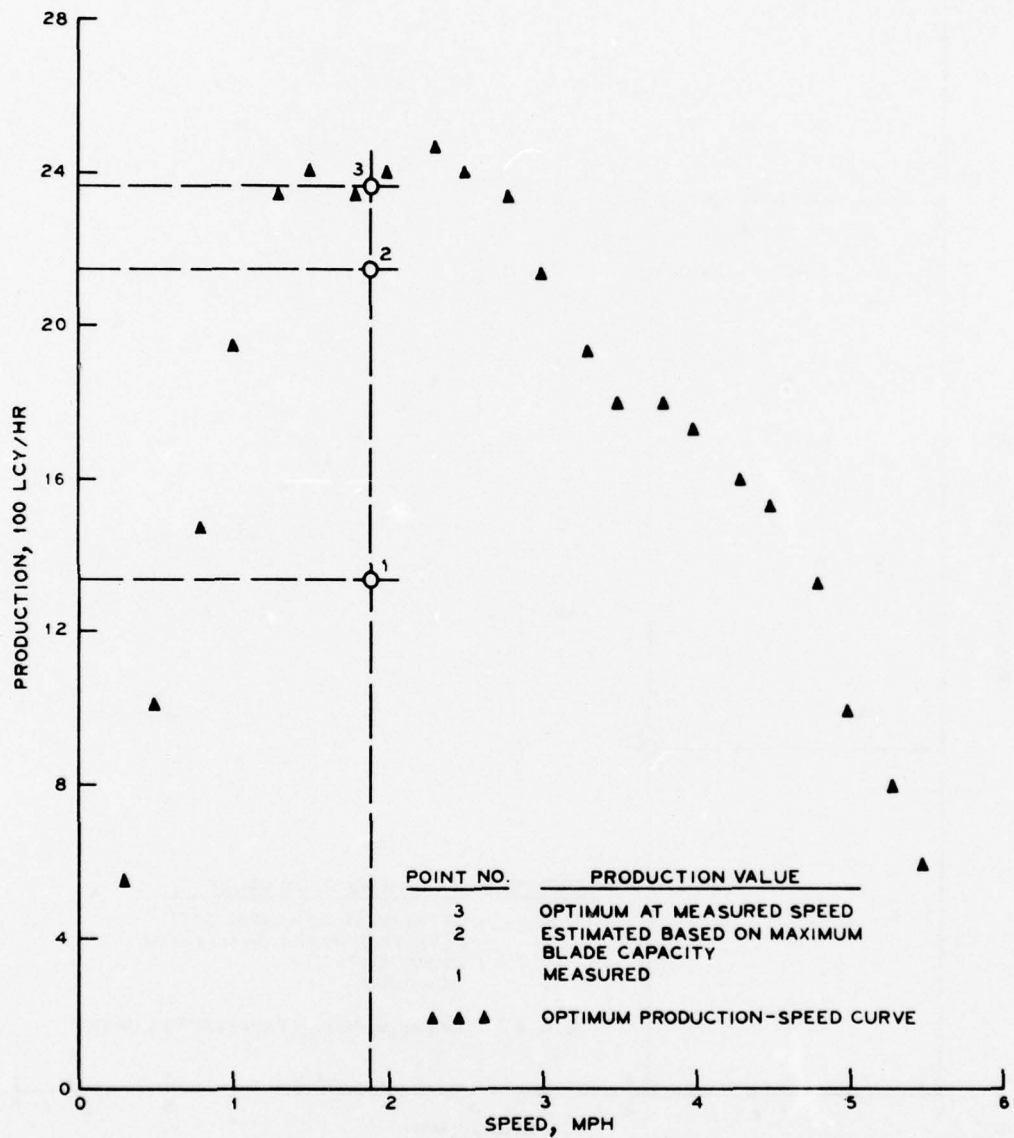 28
24
20
16
12
8
4
0
PRODUCTION, 100 LCY/HR
3
2
1
POINT NO. PRODUCTION VALUE
3 OPTIMUM AT MEASURED SPEED
2 ESTIMATED BASED ON MAXIMUM
BLADE CAPACITY
1 MEASURED
OPTIMUM PRODUCTION-SPEED CURVE
0 1 2 3 4 5 6
SPEED, MPH